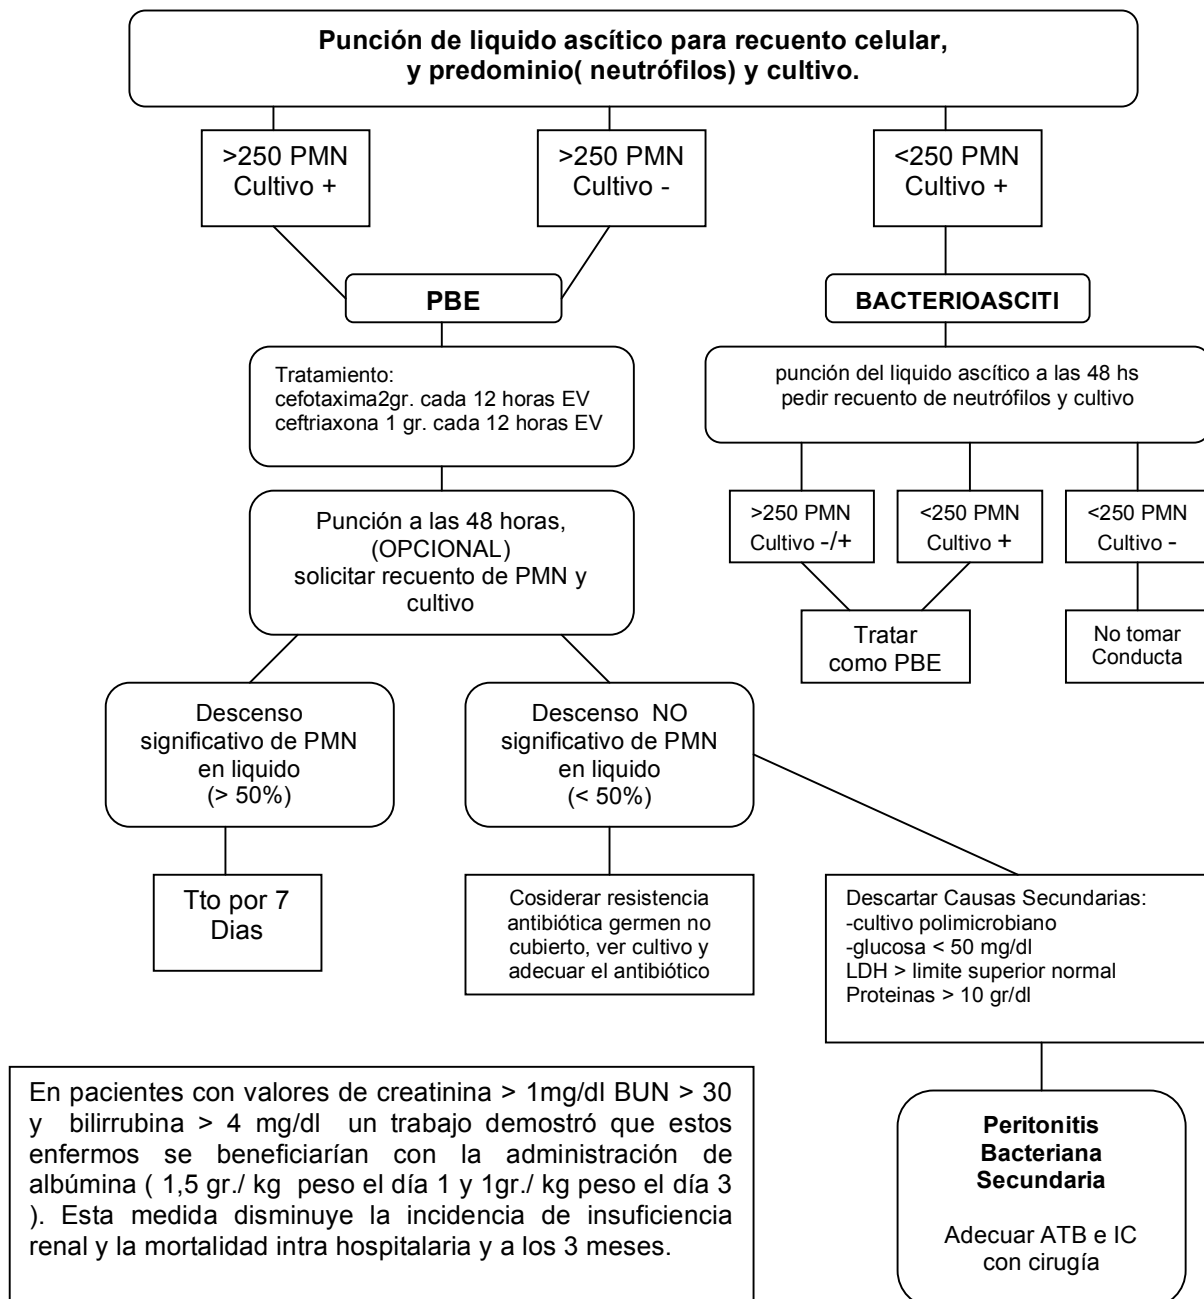 Punción de liquido ascítico para recuento celular,
y predominio( neutrófilos) y cultivo.
>250 PMN
Cultivo +
>250 PMN
Cultivo -
<250 PMN
Cultivo +
PBE
BACTERIOASCITI
Tratamiento:
cefotaxima2gr. cada 12 horas EV
ceftriaxona 1 gr. cada 12 horas EV
punción del liquido ascítico a las 48 hs
pedir recuento de neutrófilos y cultivo
Punción a las 48 horas,
(OPCIONAL)
solicitar recuento de PMN y
cultivo
>250 PMN
Cultivo -/+
<250 PMN
Cultivo +
<250 PMN
Cultivo -
Tratar
como PBE
No tomar
Conducta
Descenso
significativo de PMN
en liquido
(> 50%)
Descenso NO
significativo de PMN
en liquido
(< 50%)
Tto por 7
Dias
Cosiderar resistencia
antibiótica germen no
cubierto, ver cultivo y
adecuar el antibiótico
Descartar Causas Secundarias:
-cultivo polimicrobiano
-glucosa < 50 mg/dl
LDH > limite superior normal
Proteinas > 10 gr/dl
En pacientes con valores de creatinina > 1mg/dl BUN > 30
y bilirrubina > 4 mg/dl un trabajo demostró que estos
enfermos se beneficiarían con la administración de
albúmina ( 1,5 gr./ kg peso el día 1 y 1gr./ kg peso el día 3
). Esta medida disminuye la incidencia de insuficiencia
renal y la mortalidad intra hospitalaria y a los 3 meses.
Peritonitis
Bacteriana
Secundaria
Adecuar ATB e IC
con cirugía